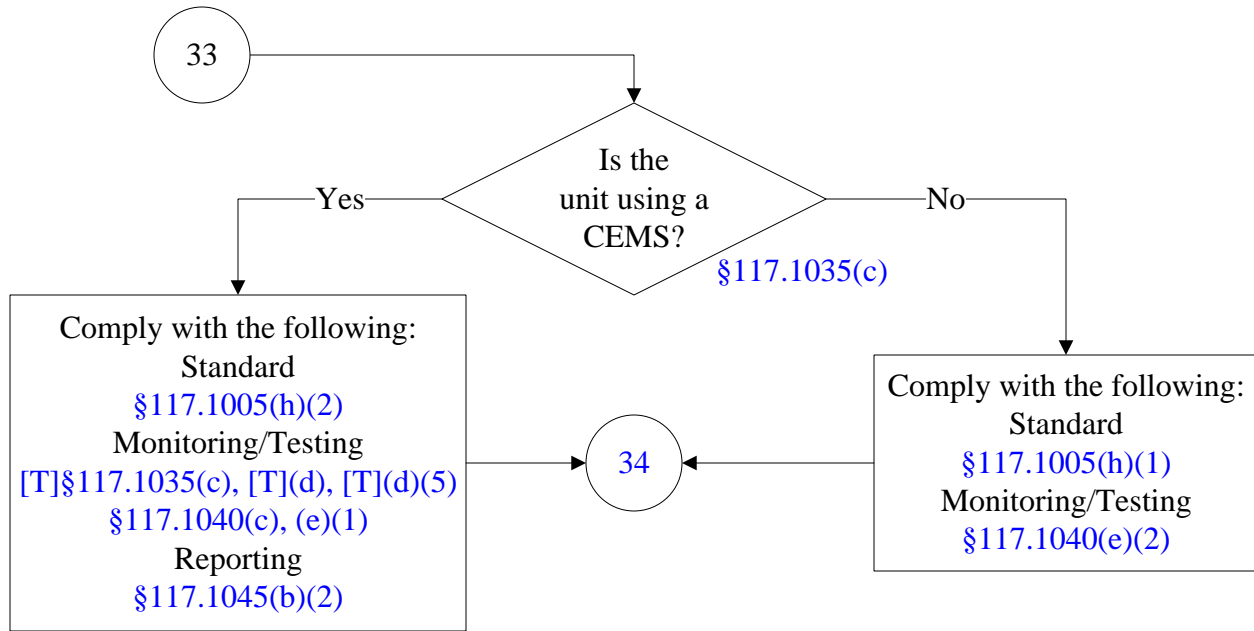 33
Is the
unit using a
CEMS?
§117.1035(c)
Yes
No
Comply with the following:
Standard
§117.1005(h)(2)
Monitoring/Testing
[T]§117.1035(c), [T](d), [T](d)(5)
§117.1040(c), (e)(1)
Reporting
§117.1045(b)(2)
34
Comply with the following:
Standard
§117.1005(h)(1)
Monitoring/Testing
§117.1040(e)(2)